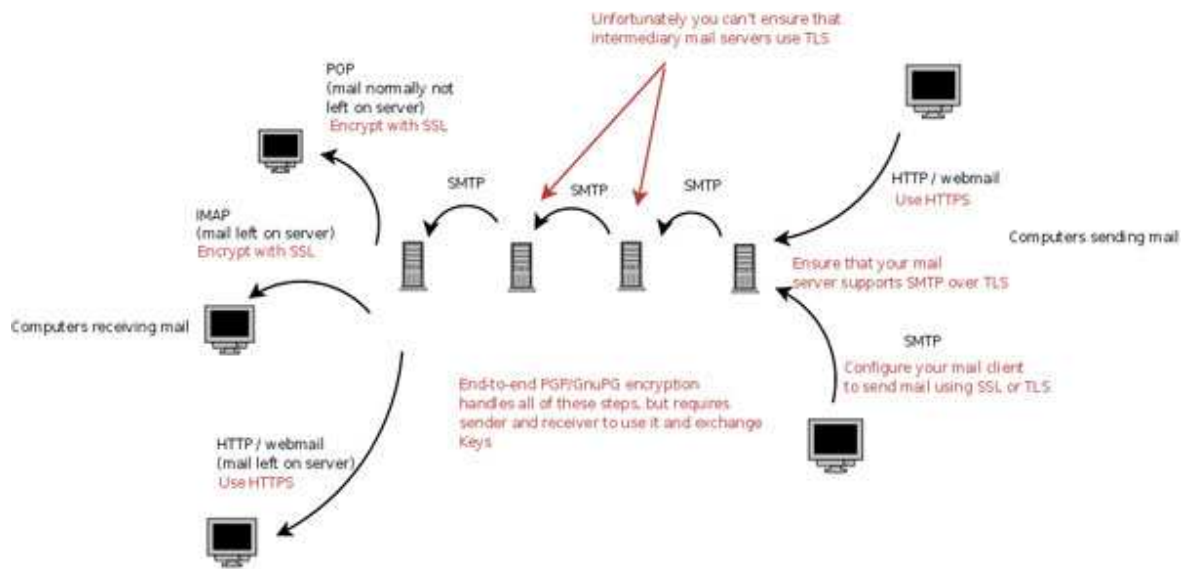 Unfortunately you can't ensure that
intermediary mail servers use TLS
POP
(mail normally not
left on server)
Encrypt with SSL
SMTP
SMTP
SMTP
HTTP / webmail
Use HTTPS
IMAP
(mail left on server)
Encrypt with SSL
Computers sending mail
Ensure that your mail
server supports SMTP over TLS
Computers receiving mail
SMTP
Configure your mail client
to send mail using SSL or TLS
End-to-end PGP/GnuPG encryption
handles all of these steps, but requires
sender and receiver to use it and exchange
Keys
HTTP / webmail
(mail left on server)
Use HTTPS